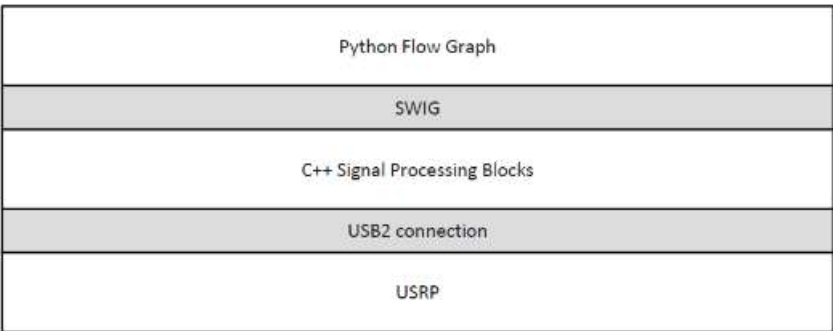 Python Flow Graph
SWIG
C++ Signal Processing Blocks
USB2 connection
USRP